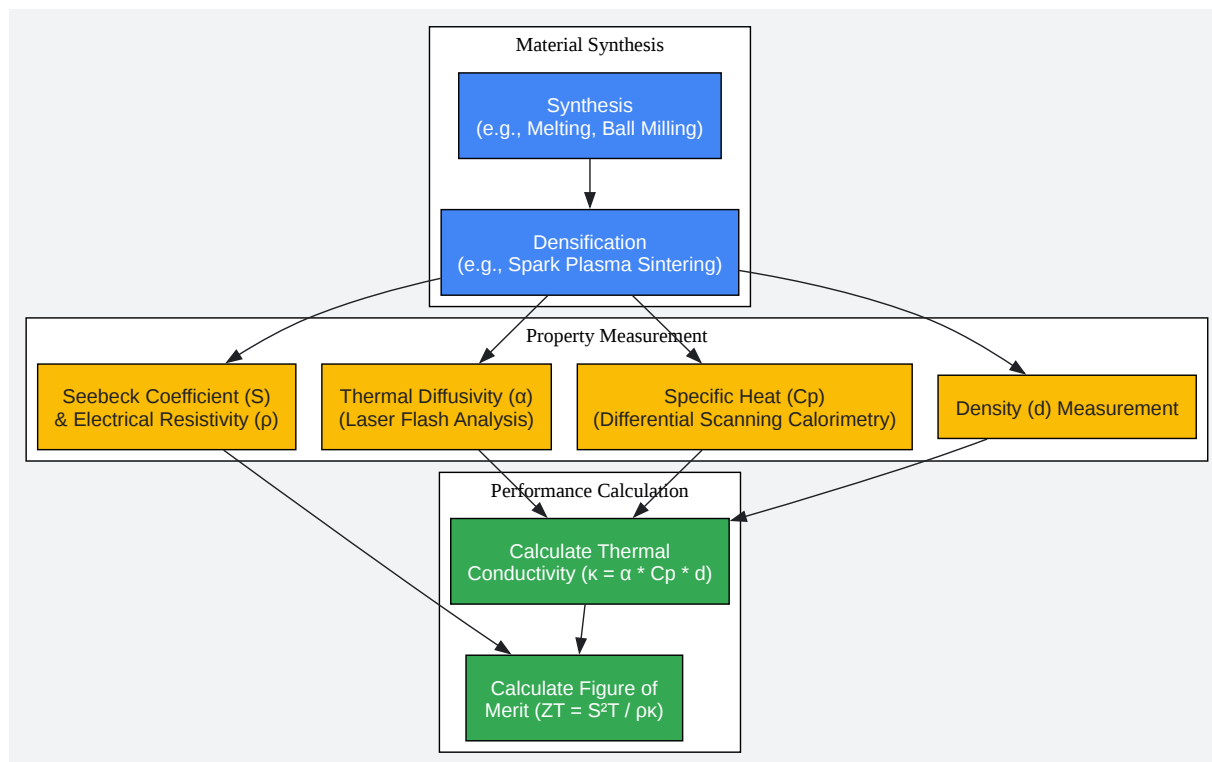 Material Synthesis
Synthesis
(e.g., Melting, Ball Milling)
Densification
(e.g., Spark Plasma Sintering)
Property Measurement
Seebeck Coefficient (S)
& Electrical Resistivity (ρ)
Thermal Diffusivity (α)
(Laser Flash Analysis)
Specific Heat (Cp)
(Differential Scanning Calorimetry)
Density (d) Measurement
Performance Calculation
Calculate Thermal
Conductivity (κ = α * Cp * d)
Calculate Figure of
Merit (ZT = S²T / ρκ)